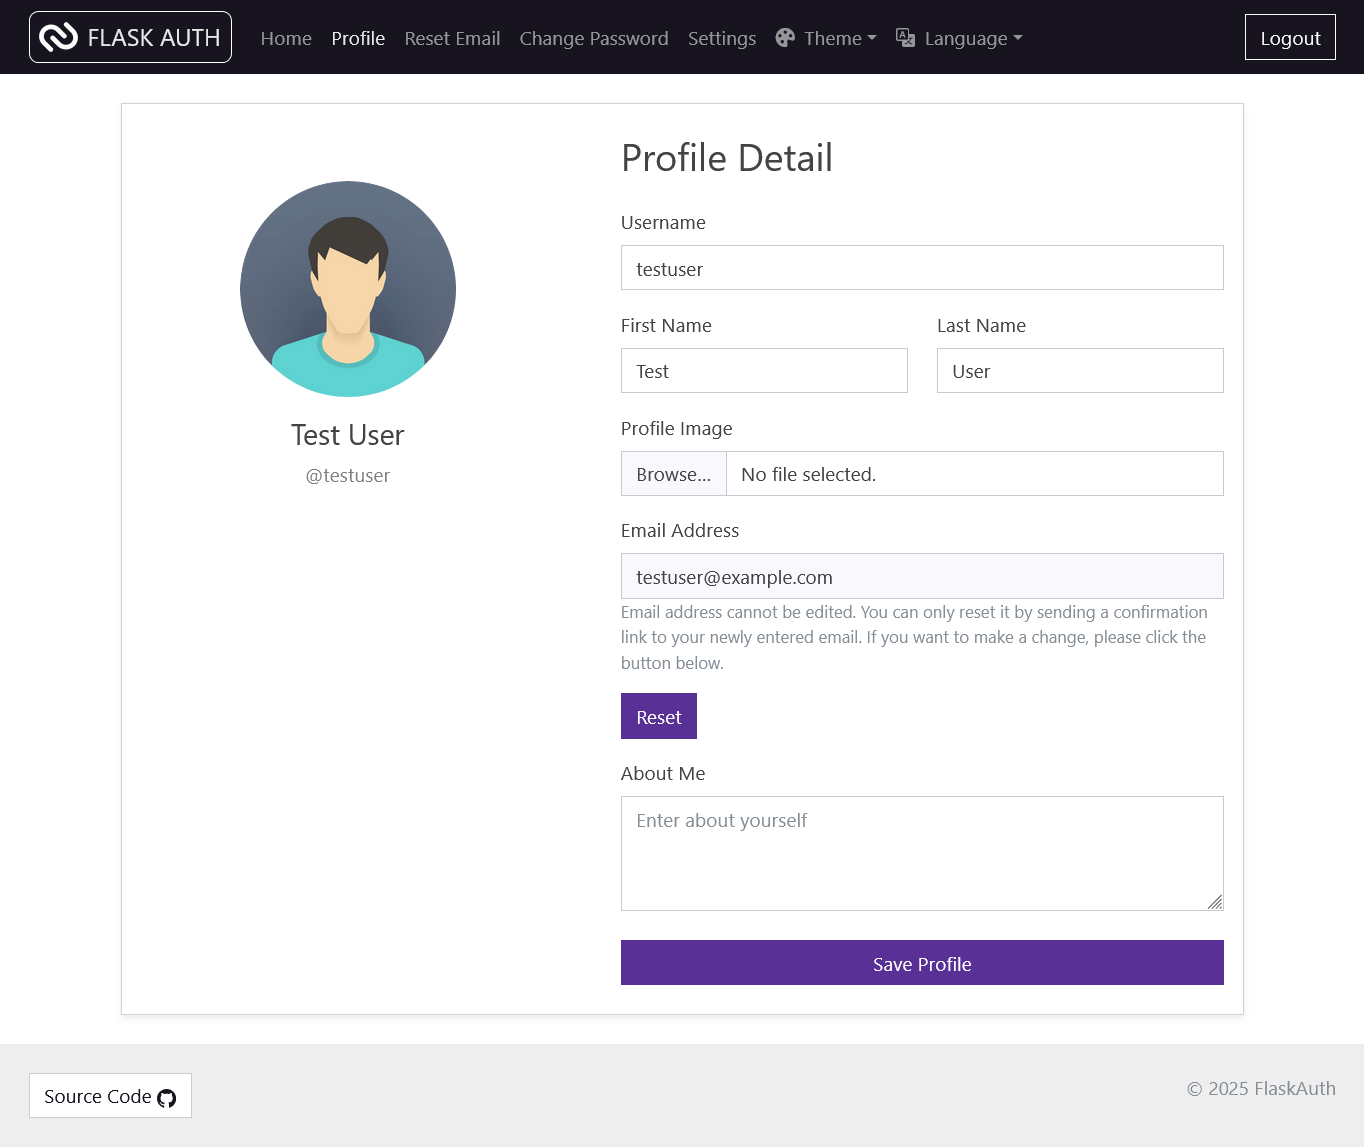 FLASK AUTH Home Profile Reset Email Change Password Settings Theme Language Logout
Test User
@testuser
Profile Detail
Username
testuser
First Name Last Name
Test User
Profile Image
Browse... No file selected.
Email Address
testuser@example.com
Email address cannot be edited. You can only reset it by sending a confirmation
link to your newly entered email. If you want to make a change, please click the
button below.
Reset
About Me
Enter about yourself
Save Profile
Source Code © 2025 FlaskAuth